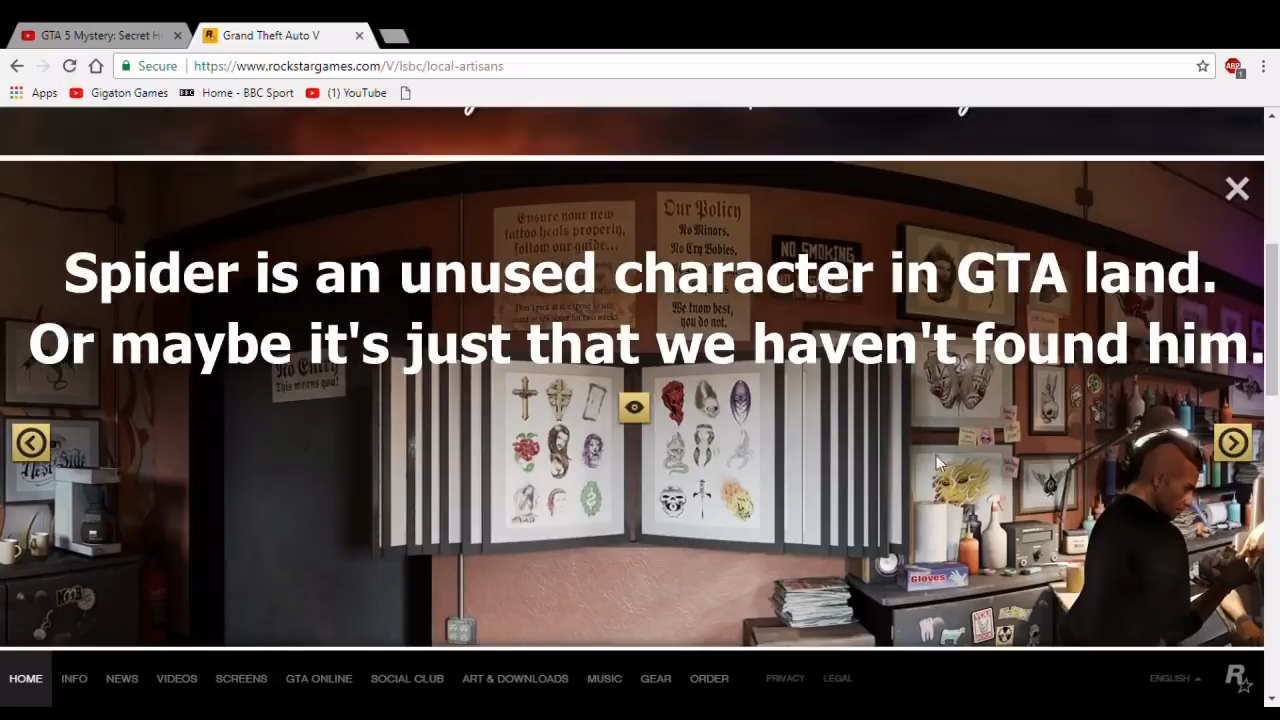 GTA 5 Mystery: Secret H
Grand Theft Auto V
Secure
https://www.rockstargames.com/V/lsbc/local-artisans
ABP
1
Apps
Gigaton Games
BBC
Home - BBC Sport
(1) YouTube
Ensure your new
tattoo heals properly,
follow our guide...
Our Policy
No Minors,
No Cry Babies,
We know best,
you do not.
NO SMOKING
Spider is an unused character in GTA land.
Or maybe it's just that we haven't found him.
No Entry
This means you!
Gloves
HOME
INFO
NEWS
VIDEOS
SCREENS
GTA ONLINE
SOCIAL CLUB
ART & DOWNLOADS
MUSIC
GEAR
ORDER
PRIVACY
LEGAL
ENGLISH
R